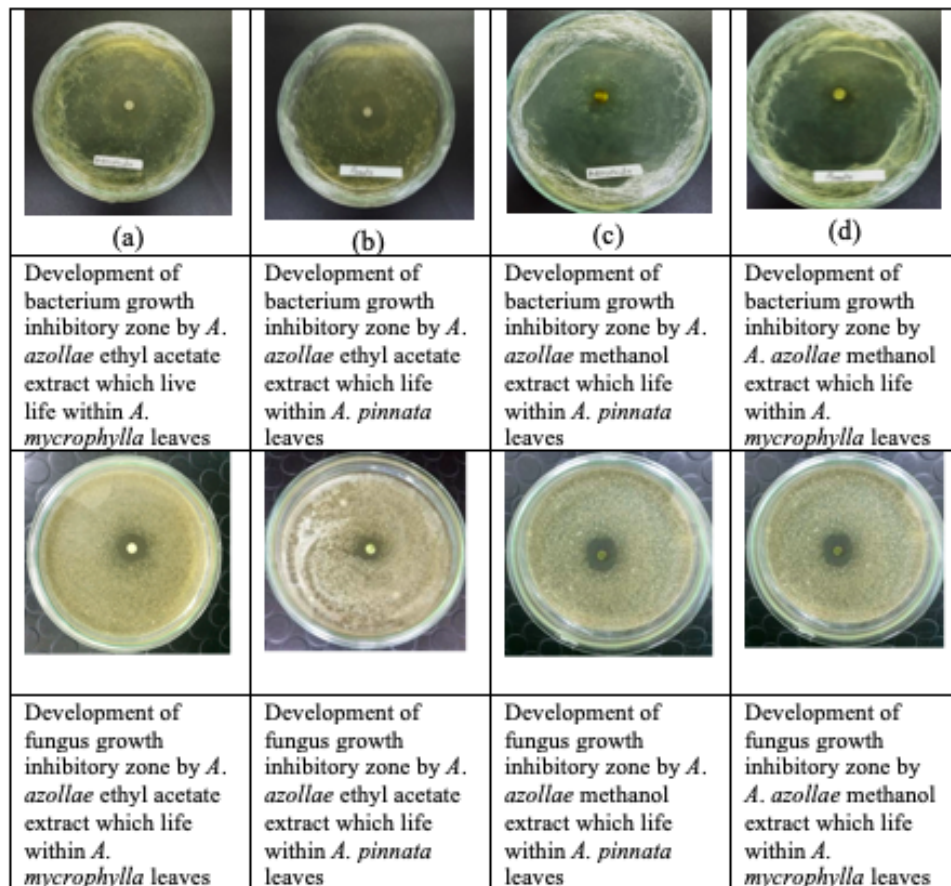 (a)
(b)
(c)
(d)
Development of
bacterium growth
inhibitory zone by A.
azollae ethyl acetate
extract which live
life within A.
mycrophylla leaves
Development of
bacterium growth
inhibitory zone by A.
azollae ethyl acetate
extract which life
within A. pinnata
leaves
Development of
bacterium growth
inhibitory zone by A.
azollae methanol
extract which life
within A. pinnata
leaves
Development of
bacterium growth
inhibitory zone by
A. azollae methanol
extract which life
within A.
mycrophylla leaves
Development of
fungus growth
inhibitory zone by A.
azollae ethyl acetate
extract which life
within A.
mycrophylla leaves
Development of
fungus growth
inhibitory zone by A.
azollae ethyl acetate
extract which life
within A. pinnata
leaves
Development of
fungus growth
inhibitory zone by A.
azollae methanol
extract which life
within A. pinnata
leaves
Development of
fungus growth
inhibitory zone by
A. azollae methanol
extract which life
within A.
mycrophylla leaves